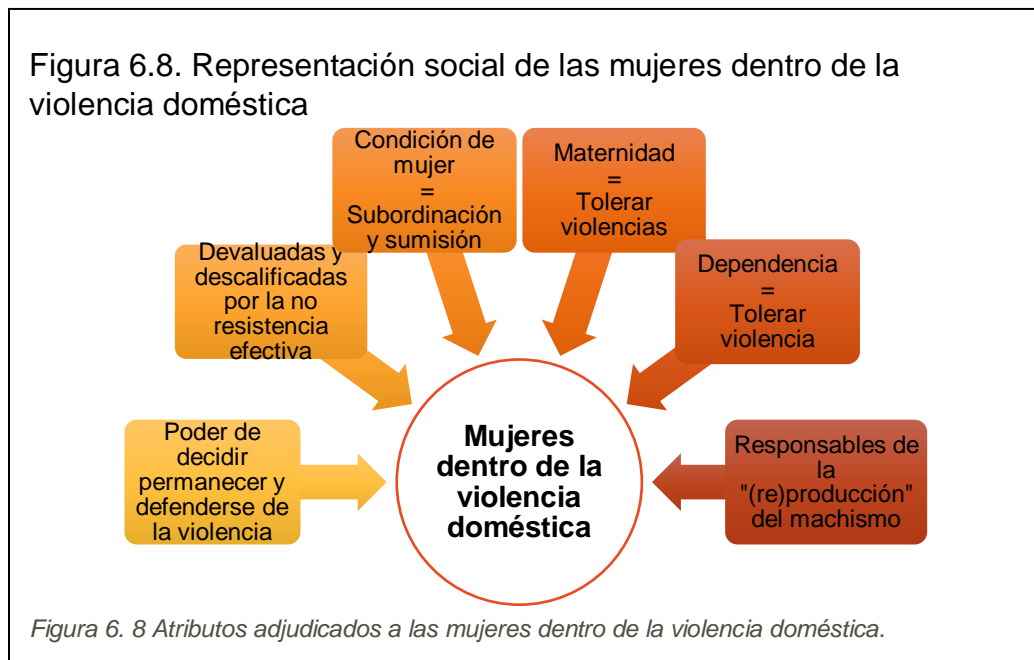 Figura 6.8. Representación social de las mujeres dentro de la
violencia doméstica
Poder de
decidir
permanecer y
defenderse de
la violencia
Devaluadas y
descalificadas
por la no
resistencia
efectiva
Condición de
mujer
=
Subordinación
y sumisión
Maternidad
=
Tolerar
violencias
Dependencia
=
Tolerar
violencia
Responsables de
la
"(re)producción"
del machismo
Mujeres
dentro de la
violencia
doméstica
Figura 6. 8 Atributos adjudicados a las mujeres dentro de la violencia doméstica.